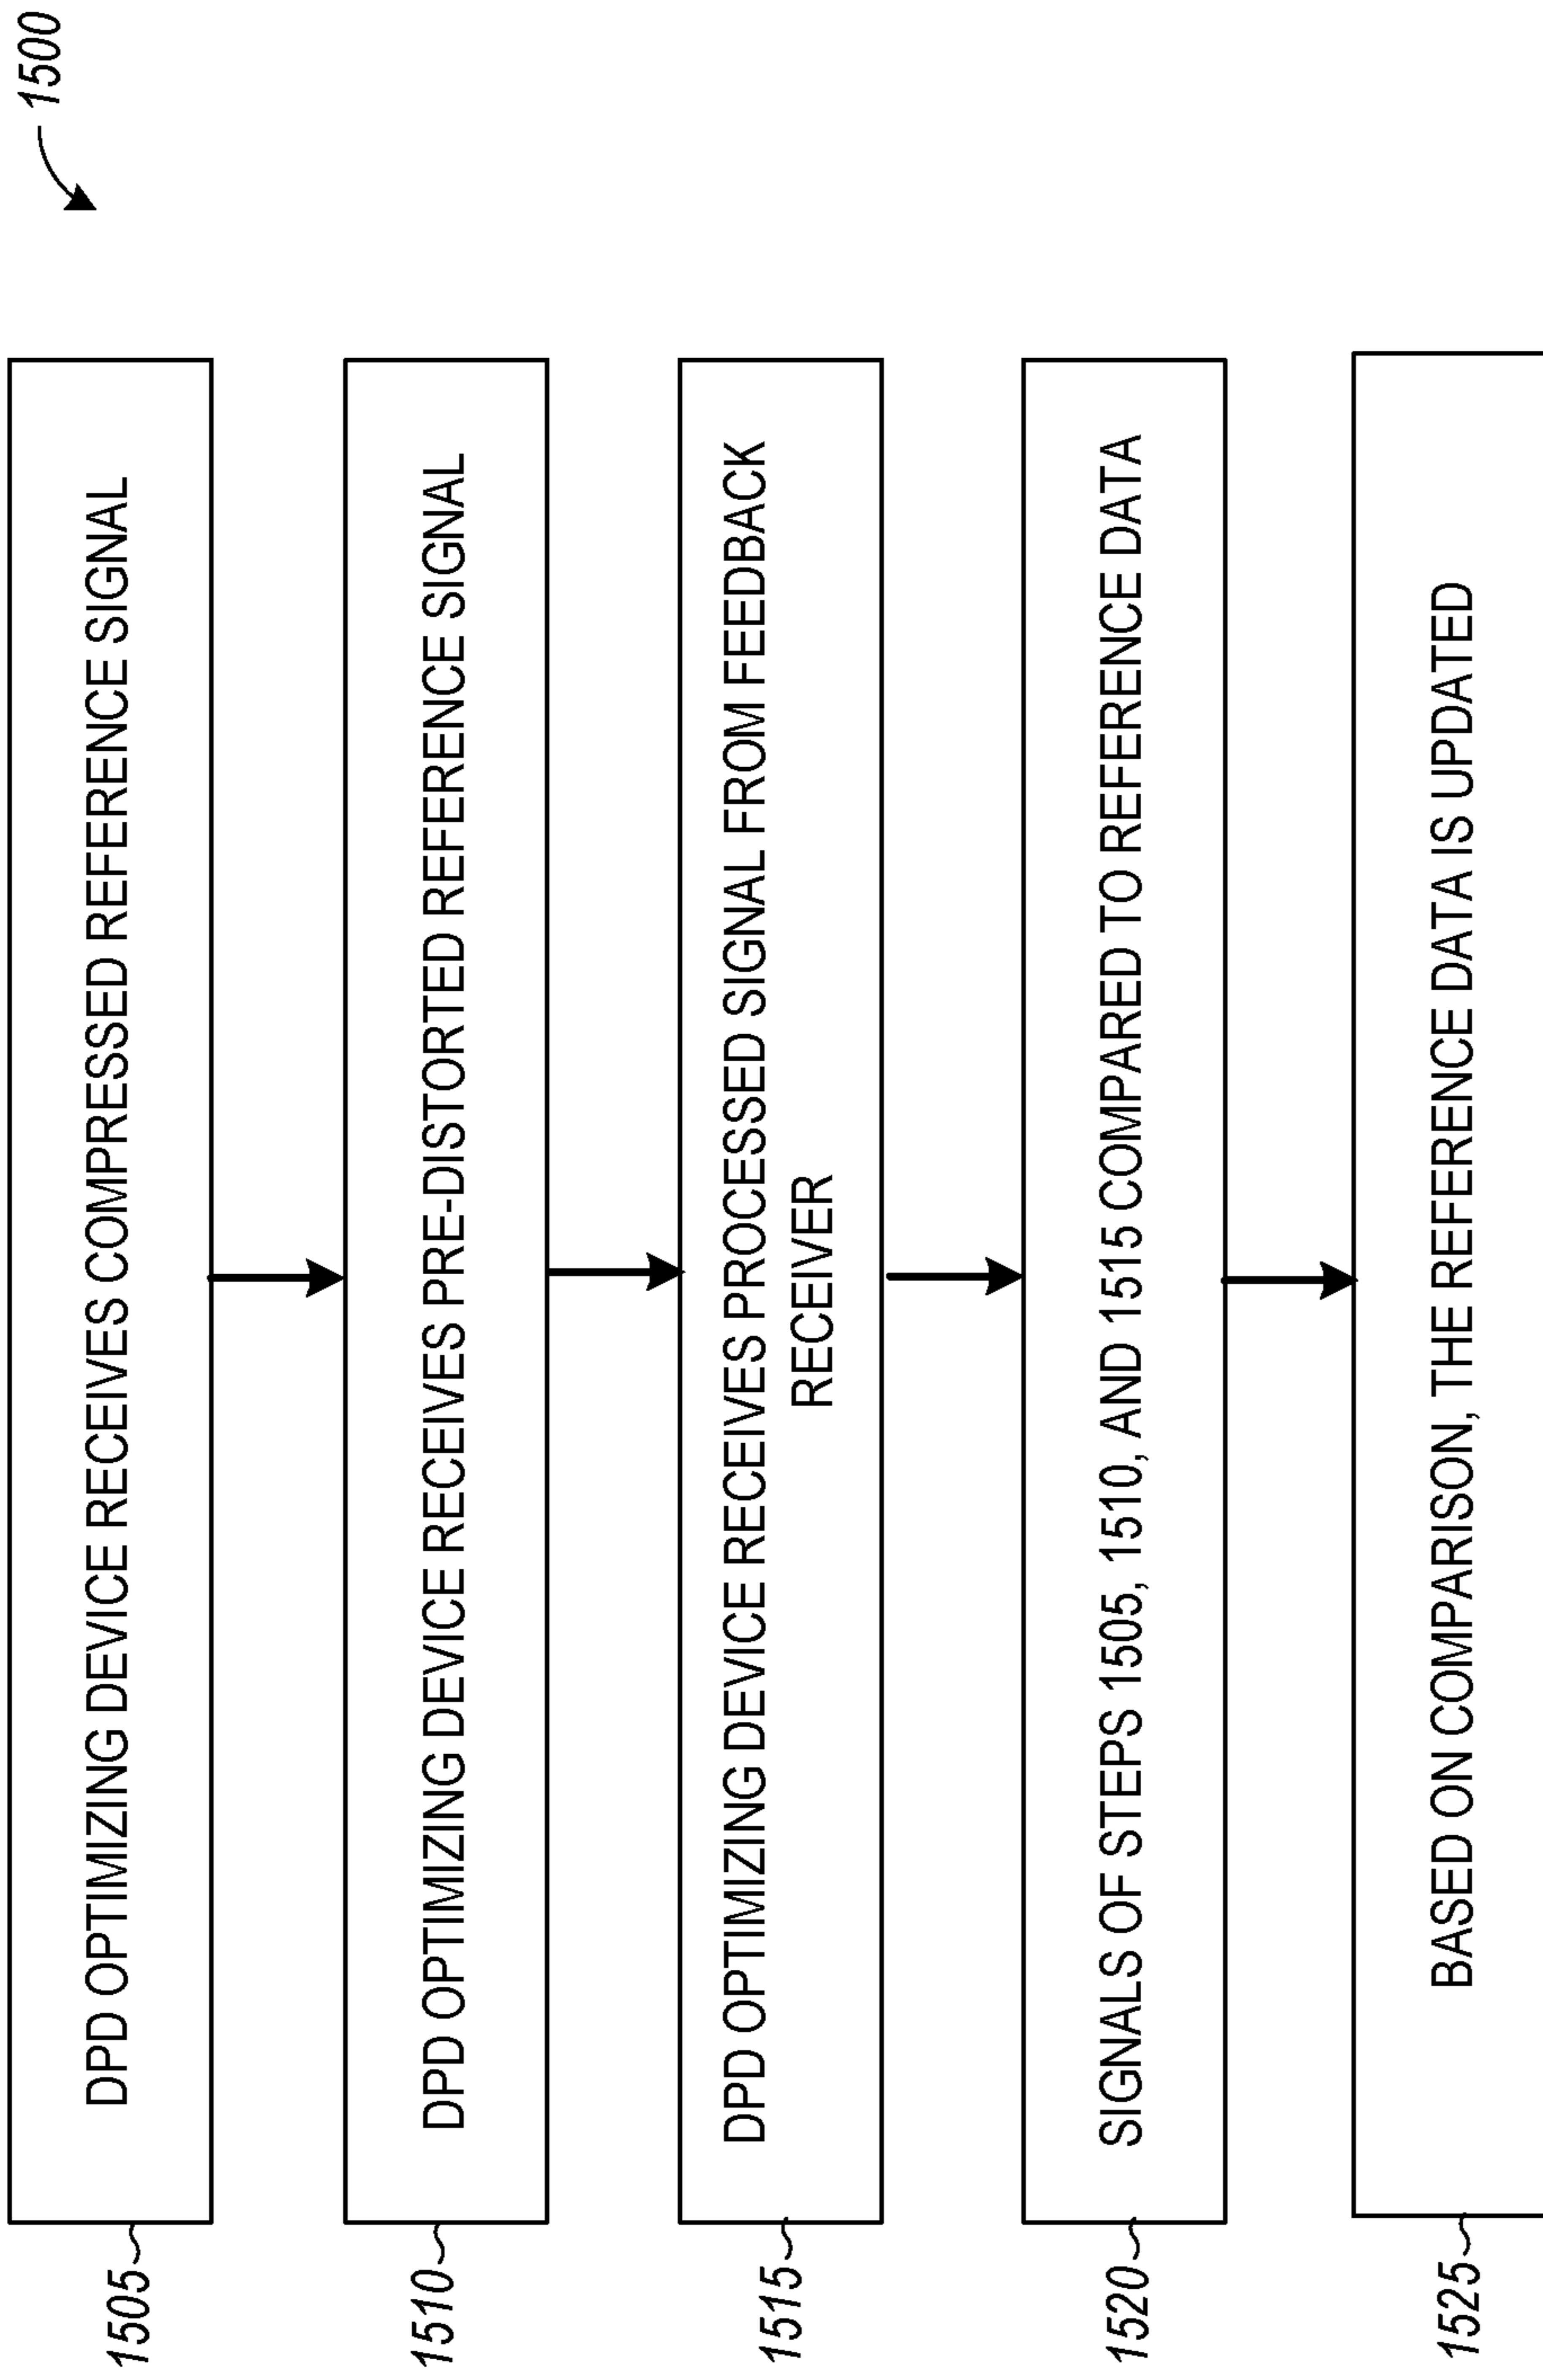 1500
1505
DPD OPTIMIZING DEVICE RECEIVES COMPRESSED REFERENCE SIGNAL
1510
DPD OPTIMIZING DEVICE RECEIVES PRE-DISTORTED REFERENCE SIGNAL
1515
DPD OPTIMIZING DEVICE RECEIVES PROCESSED SIGNAL FROM FEEDBACK
RECEIVER
1520
SIGNALS OF STEPS 1505, 1510, AND 1515 COMPARED TO REFERENCE DATA
1525
BASED ON COMPARISON, THE REFERENCE DATA IS UPDATED